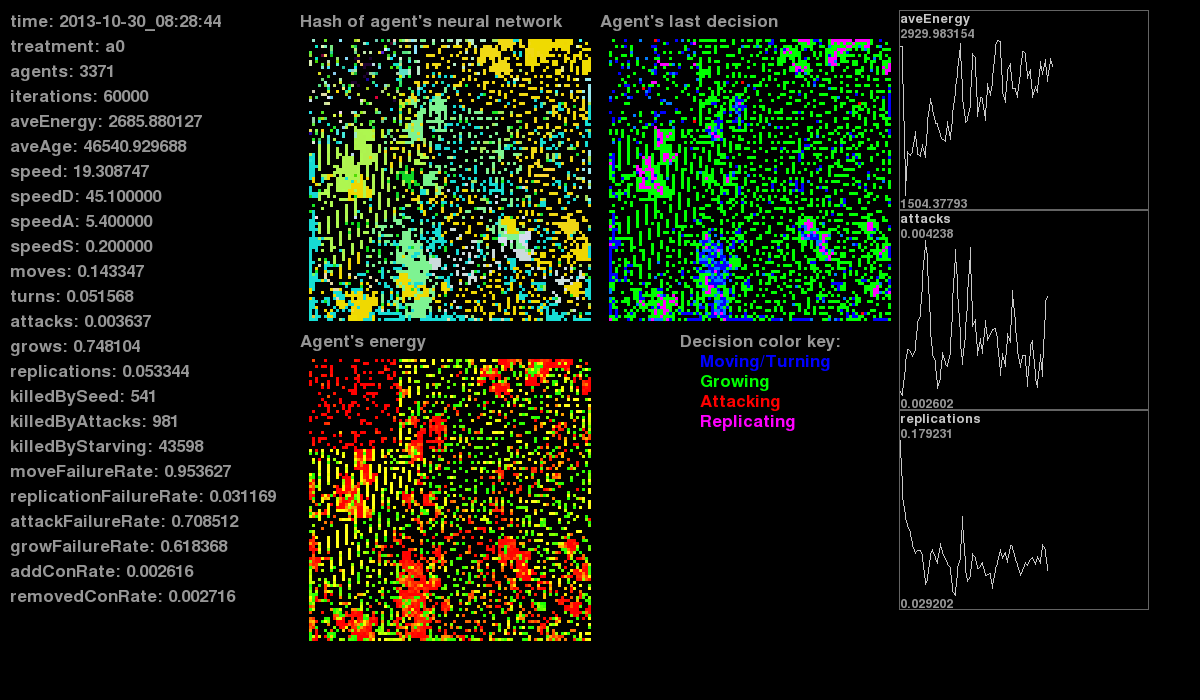 time: 2013-10-30_08:28:44
treatment: a0
agents: 3371
iterations: 60000
aveEnergy: 2685.880127
aveAge: 46540.929688
speed: 19.308747
speedD: 45.100000
speedA: 5.400000
speedS: 0.200000
moves: 0.143347
turns: 0.051568
attacks: 0.003637
grows: 0.748104
replications: 0.053344
killedBySeed: 541
killedByAttacks: 981
killedByStarving: 43598
moveFailureRate: 0.953627
replicationFailureRate: 0.031169
attackFailureRate: 0.708512
growFailureRate: 0.618368
addConRate: 0.002616
removedConRate: 0.002716
Hash of agent's neural network
Agent's last decision
Agent's energy
Decision color key:
Moving/Turning
Growing
Attacking
Replicating
aveEnergy
2929.983154
1504.37793
attacks
0.004238
0.002602
replications
0.179231
0.029202